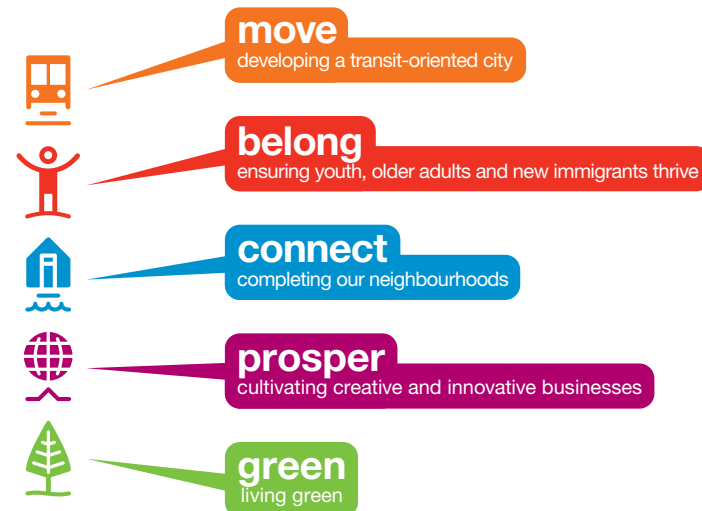 move
developing a transit-oriented city
belong
ensuring youth, older adults and new immigrants thrive
connect
completing our neighbourhoods
prosper
cultivating creative and innovative businesses
green
living green